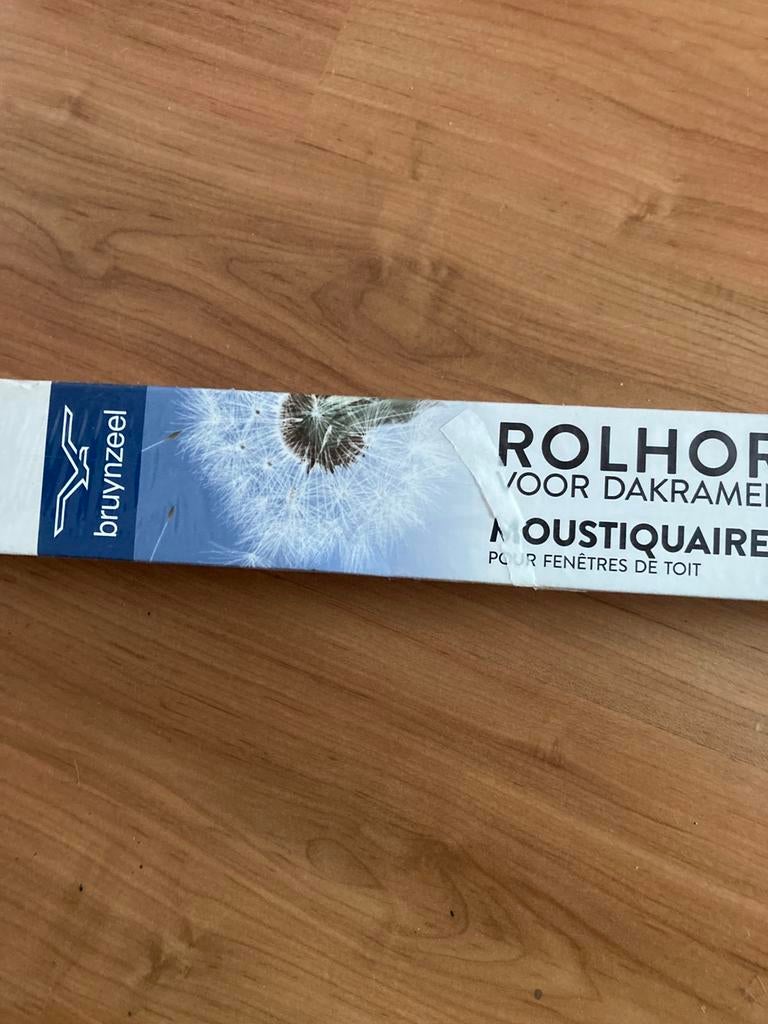 bruynzeel
ROLHOR
VOOR DAKRAME
MOUSTIQUAIRE
POUR FENÊTRES DE TOIT